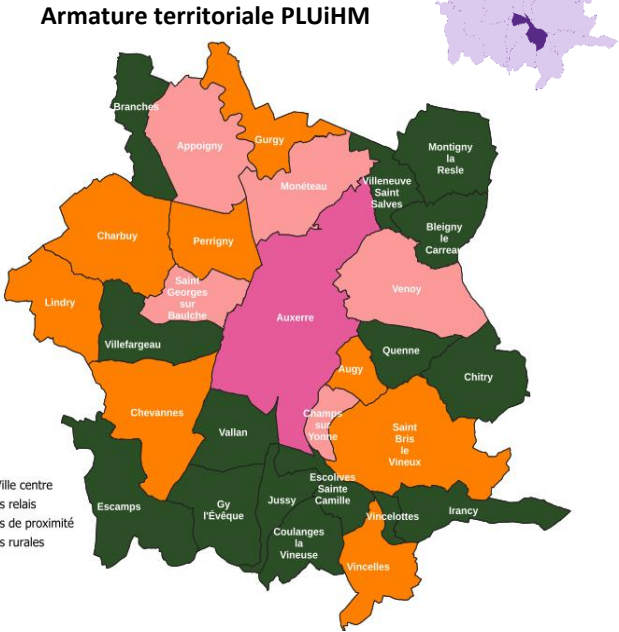 Armature territoriale PLUiHM
Branches
Appoigny
Gurgy
Montigny
la
Resle
Monéteau
Villeneuve
Saint
Salves
Bleigny
le
Carreau
Charbuy
Perrigny
Saint
Georges
sur
Baulche
Venoy
Lindry
Auxerre
Villefargeau
Quenne
Augy
Chitry
Chevannes
Champs
sur
Yonne
Vallan
Saint
Bris
le
Vineux
Ville centre
s relais
s de proximité
s rurales
Escamps
Gy
l'Évêque
Jussy
Escolives
Sainte
Camille
Vincelottes
Irancy
Coulanges
la
Vineuse
Vincelles